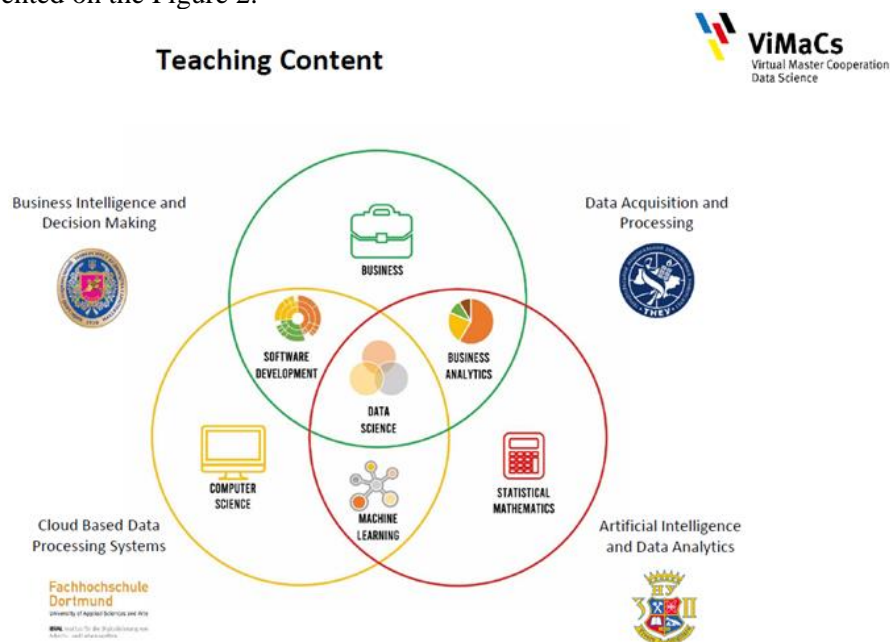 ented on the Figure 2.
Teaching Content
ViMaCs
Virtual Master Cooperation
Data Science
Business Intelligence and
Decision Making
Data Acquisition and
Processing
BUSINESS
SOFTWARE
DEVELOPMENT
BUSINESS
ANALYTICS
DATA
SCIENCE
COMPUTER
SCIENCE
MACHINE
LEARNING
STATISTICAL
MATHEMATICS
Cloud Based Data
Processing Systems
Artificial Intelligence
and Data Analytics
Fachhochschule
Dortmund
University of Applied Sciences and Arts